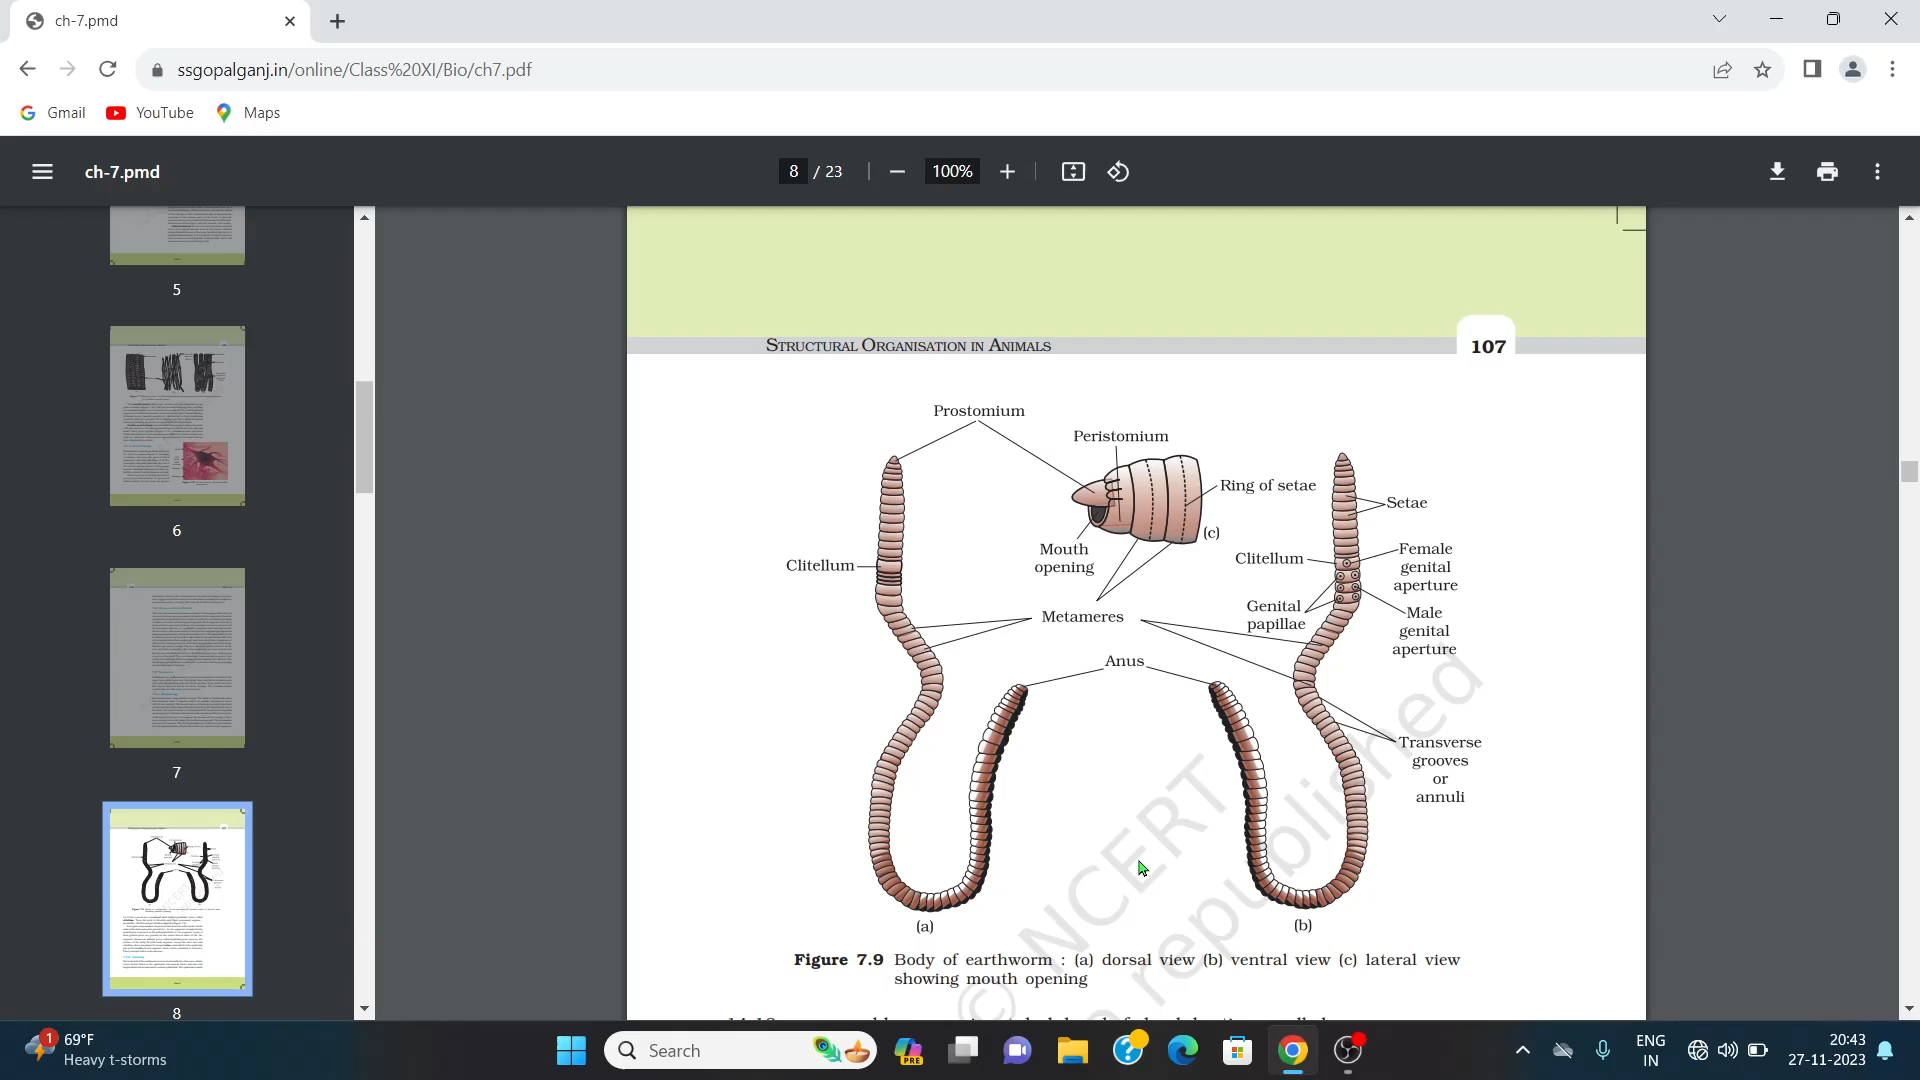 ch-7.pmd
ssgopalganj.in/online/Class%20XI/Bio/ch7.pdf
Gmail YouTube Maps
ch-7.pmd 8 / 23 100%
5
6
7
8
STRUCTURAL ORGANISATION IN ANIMALS 107
Prostomium
Peristomium
Ring of setae
Setae
(c)
Mouth
opening
Clitellum
Clitellum
Female
genital
aperture
Genital
papillae
Male
genital
aperture
Metameres
Anus
Transverse
grooves
or
annuli
(a)
(b)
Figure 7.9 Body of earthworm : (a) dorsal view (b) ventral view (c) lateral view
showing mouth opening
© NCERT
republished
1
69°F
Heavy t-storms
Search
PRE
ENG
IN
20:43
27-11-2023